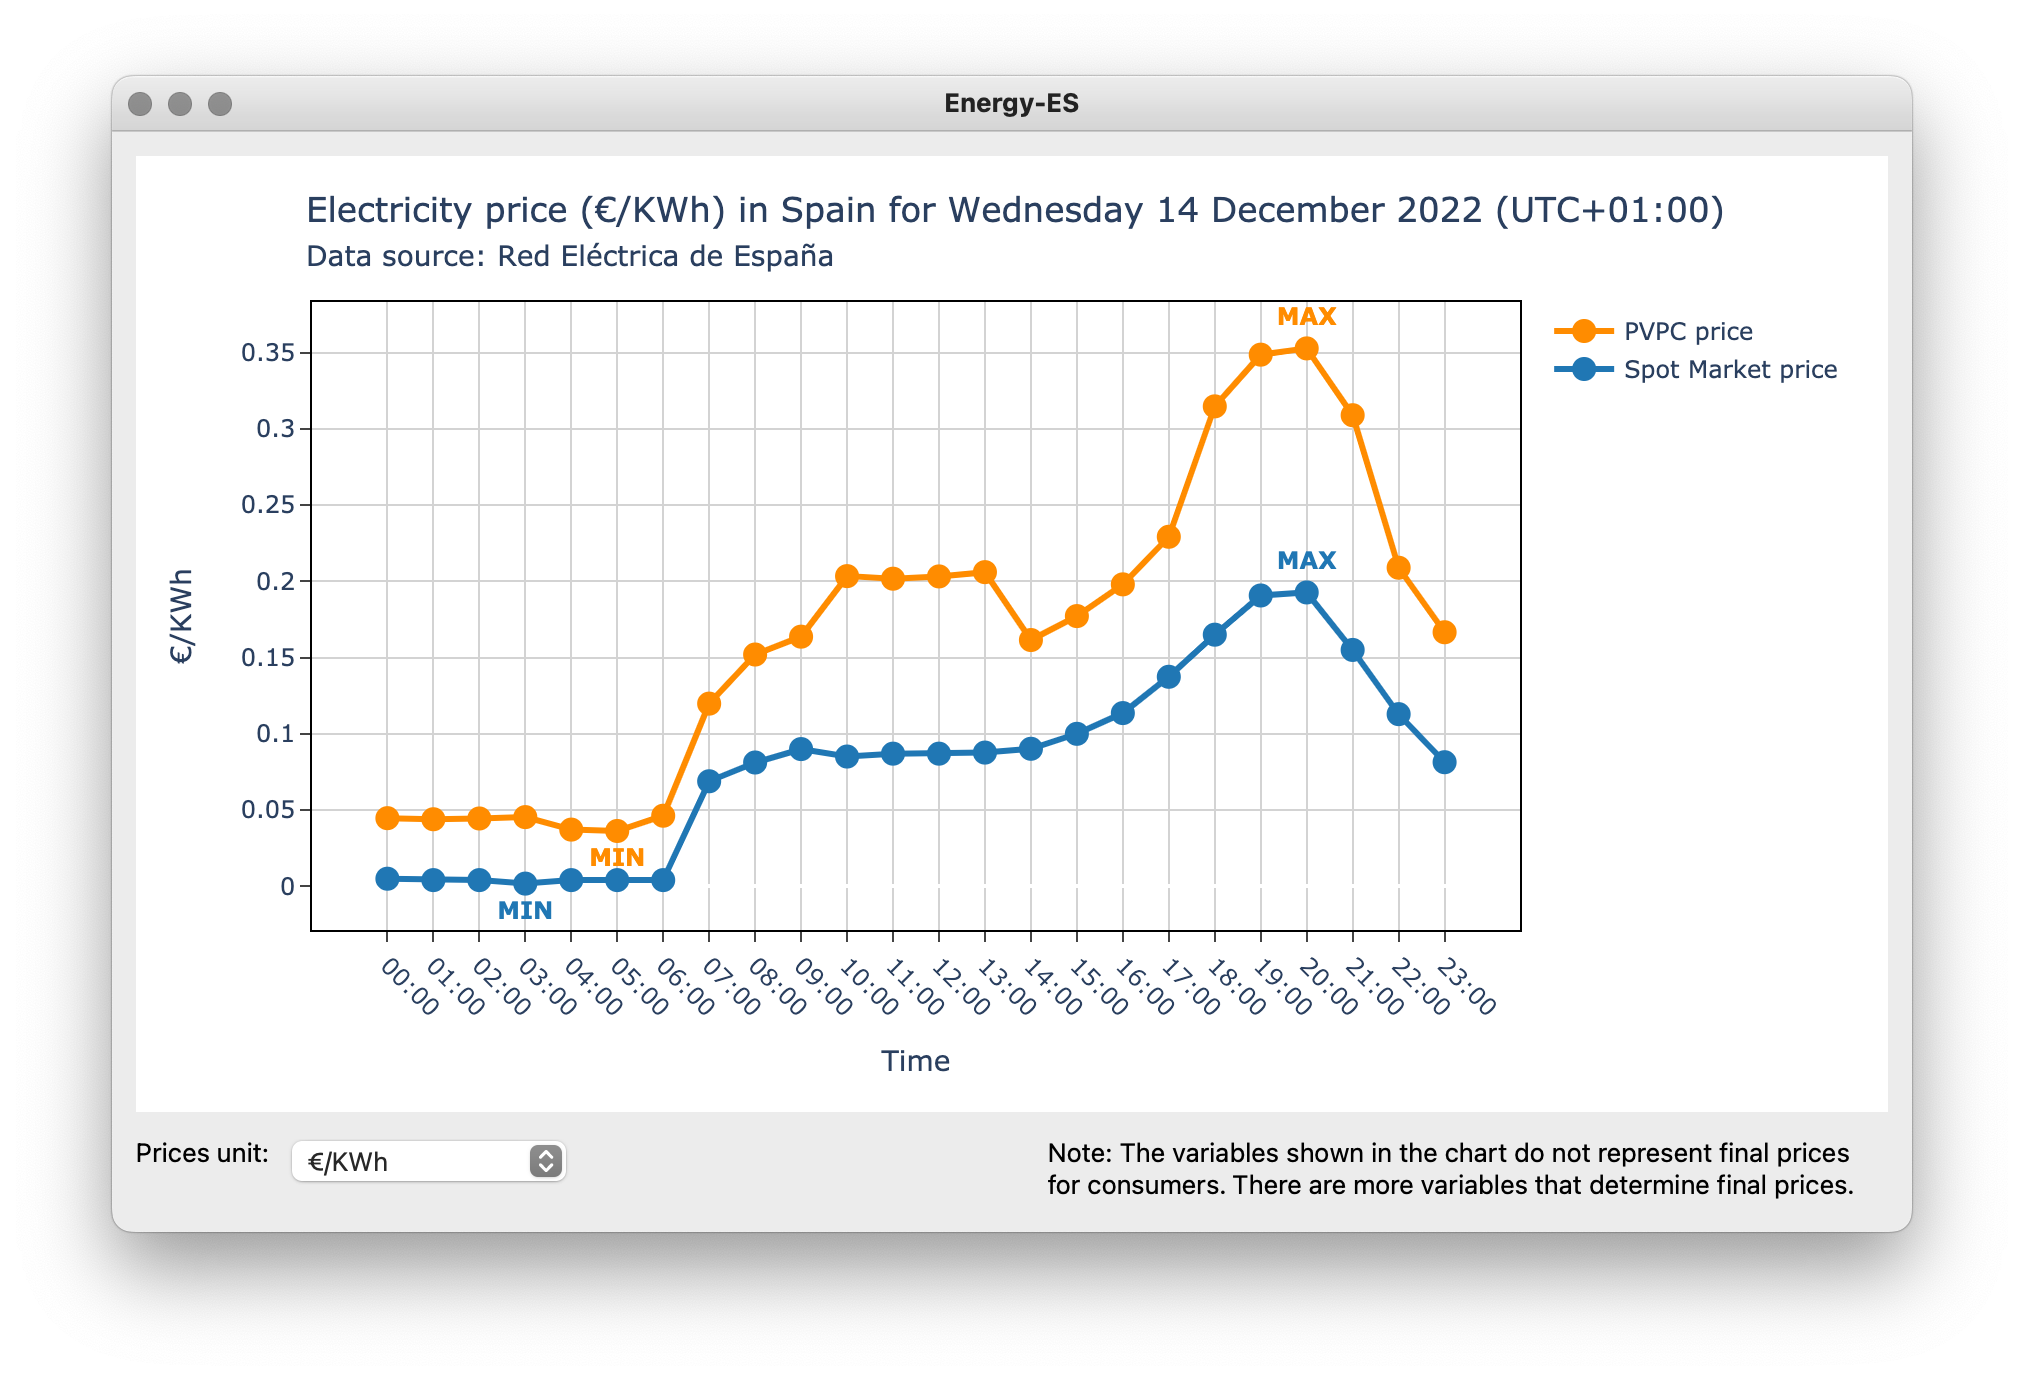 Energy-ES
Electricity price (€/KWh) in Spain for Wednesday 14 December 2022 (UTC+01:00)
Data source: Red Eléctrica de España
MAX
PVPC price
Spot Market price
0.35
0.3
0.25
MAX
0.2
€/KWh
0.15
0.1
0.05
MIN
0
MIN
00:00
01:00
02:00
03:00
04:00
05:00
06:00
07:00
08:00
09:00
10:00
11:00
12:00
13:00
14:00
15:00
16:00
17:00
18:00
19:00
20:00
21:00
22:00
23:00
Time
Prices unit:
€/KWh
Note: The variables shown in the chart do not represent final prices
for consumers. There are more variables that determine final prices.